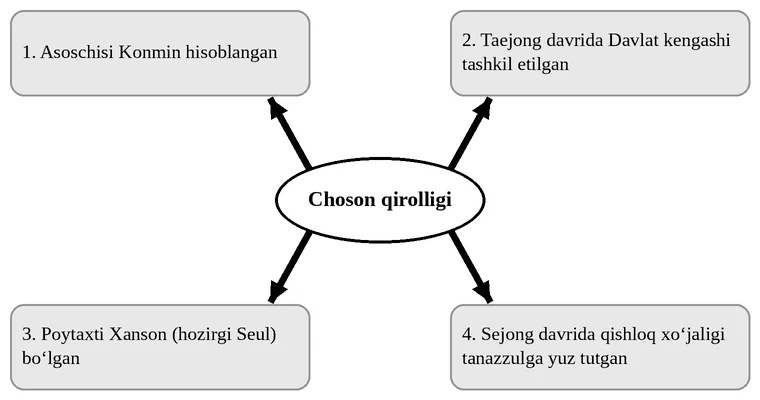 1. Asoschisi Konmin hisoblangan
2. Taejong davrida Davlat kengashi
tashkil etilgan
Choson qirolligi
3. Poytaxti Xanson (hozirgi Seul)
bo‘lgan
4. Sejong davrida qishloq xo‘jaligi
tanazzulga yuz tutgan